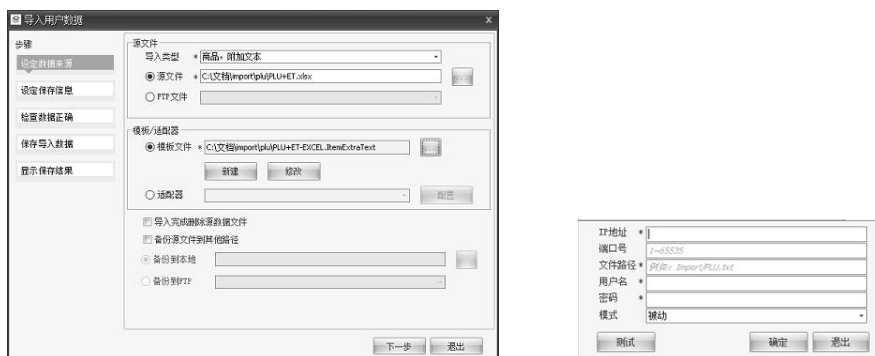 导入用户数据 x
步骤
设定数据来源
设定保存信息
检查数据正确
保存导入数据
显示保存结果
源文件
导入类型 * 商品，附加文本
源文件 * C:\文档\import\plu\PLU+ET.xlsx ...
FTP文件
模板/适配器
模板文件 * C:\文档\import\plu\PLU+ET-EXCEL.ItemExtraText ...
新建 修改
适配器 配置
导入完成删除源数据文件
备份源文件到其他路径
备份到本地
备份到FTP
下一步 退出
IP地址 *
端口号 1~65535
文件路径 * 例如：Import/PLU.txt
用户名 *
密码 *
模式 被动
测试 确定 退出